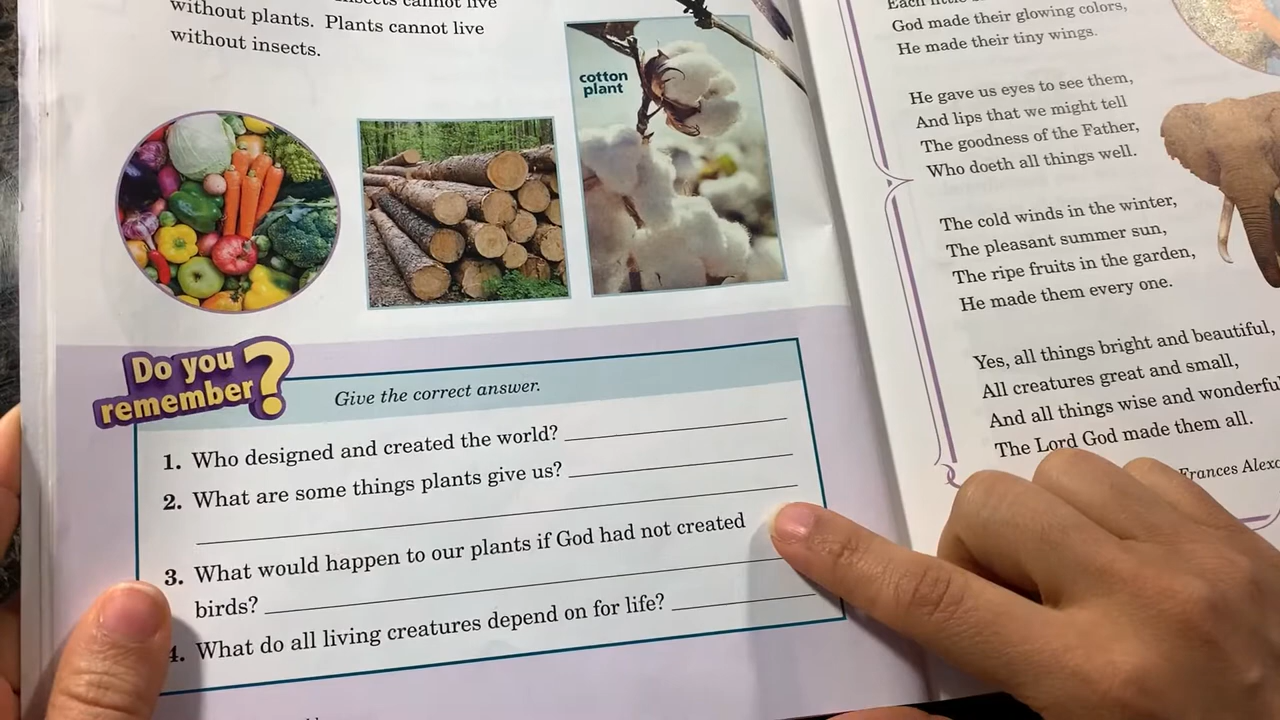 insects cannot live
without plants. Plants cannot live
without insects.
cotton
plant
Do you
remember?
Give the correct answer.
1. Who designed and created the world?
2. What are some things plants give us?
3. What would happen to our plants if God had not created
birds?
4. What do all living creatures depend on for life?
Each little
God made their glowing colors,
He made their tiny wings.
He gave us eyes to see them,
And lips that we might tell
The goodness of the Father,
Who doeth all things well.
The cold winds in the winter,
The pleasant summer sun,
The ripe fruits in the garden,
He made them every one.
Yes, all things bright and beautiful,
All creatures great and small,
And all things wise and wonderful
The Lord God made them all.
Frances